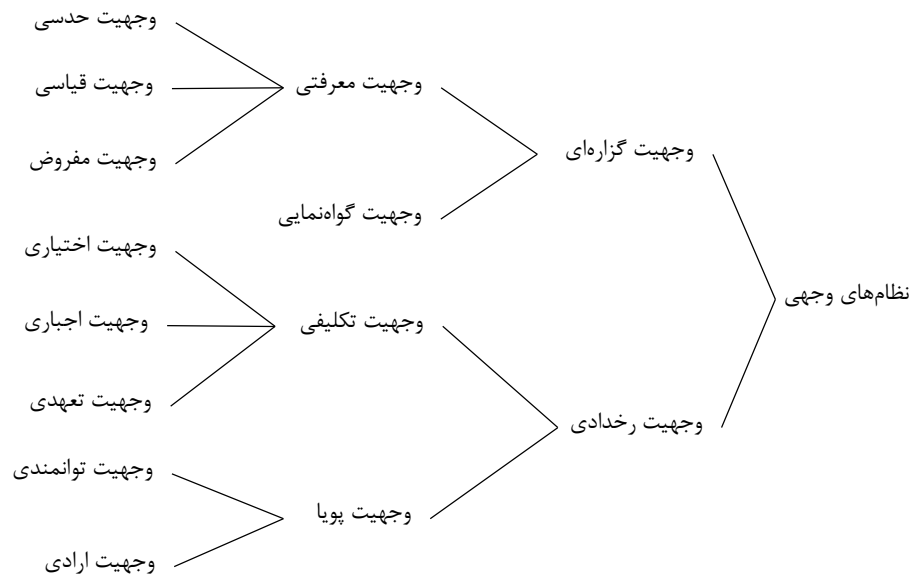 نظام‌های وجهی
وجهیت گزاره‌ای
وجهیت معرفتی
وجهیت حدسی
وجهیت قیاسی
وجهیت مفروض
وجهیت گواه‌نمایی
وجهیت رخدادی
وجهیت تکلیفی
وجهیت اختیاری
وجهیت اجباری
وجهیت تعهدی
وجهیت پویا
وجهیت توانمندی
وجهیت ارادی